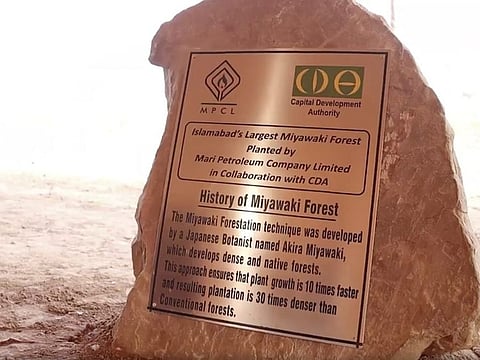 MPCL
CDA
Capital Development
Authority
Islamabad's Largest Miyawaki Forest
Planted by
Mari Petroleum Company Limited
in Collaboration with CDA
History of Miyawaki Forest
The Miyawaki Forestation technique was developed
by a Japanese Botanist named Akira Miyawaki,
which develops dense and native forests.
This approach ensures that plant growth is 10 times faster
and resulting plantation is 30 times denser than
Conventional forests.